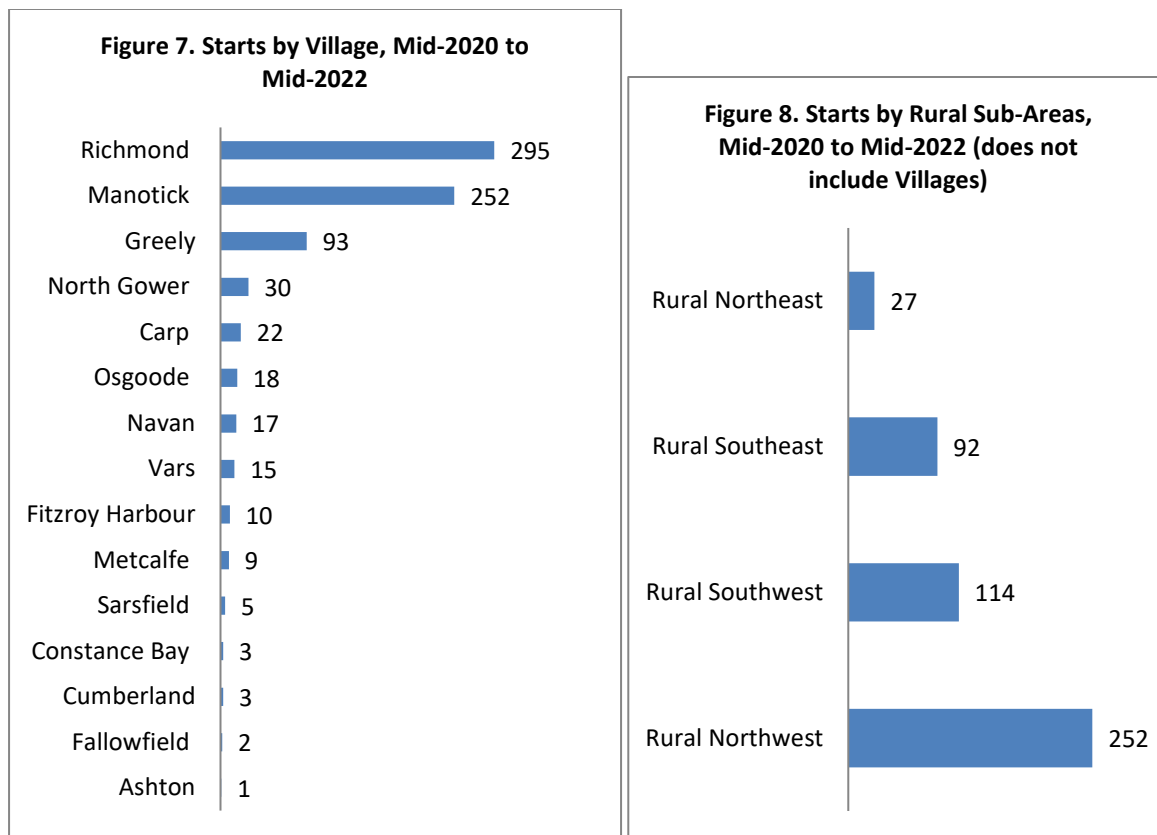 Figure 7. Starts by Village, Mid-2020 to
Mid-2022
Richmond 295
Manotick 252
Greely 93
North Gower 30
Carp 22
Osgoode 18
Navan 17
Vars 15
Fitzroy Harbour 10
Metcalfe 9
Sarsfield 5
Constance Bay 3
Cumberland 3
Fallowfield 2
Ashton 1
Figure 8. Starts by Rural Sub-Areas,
Mid-2020 to Mid-2022 (does not
include Villages)
Rural Northeast 27
Rural Southeast 92
Rural Southwest 114
Rural Northwest 252